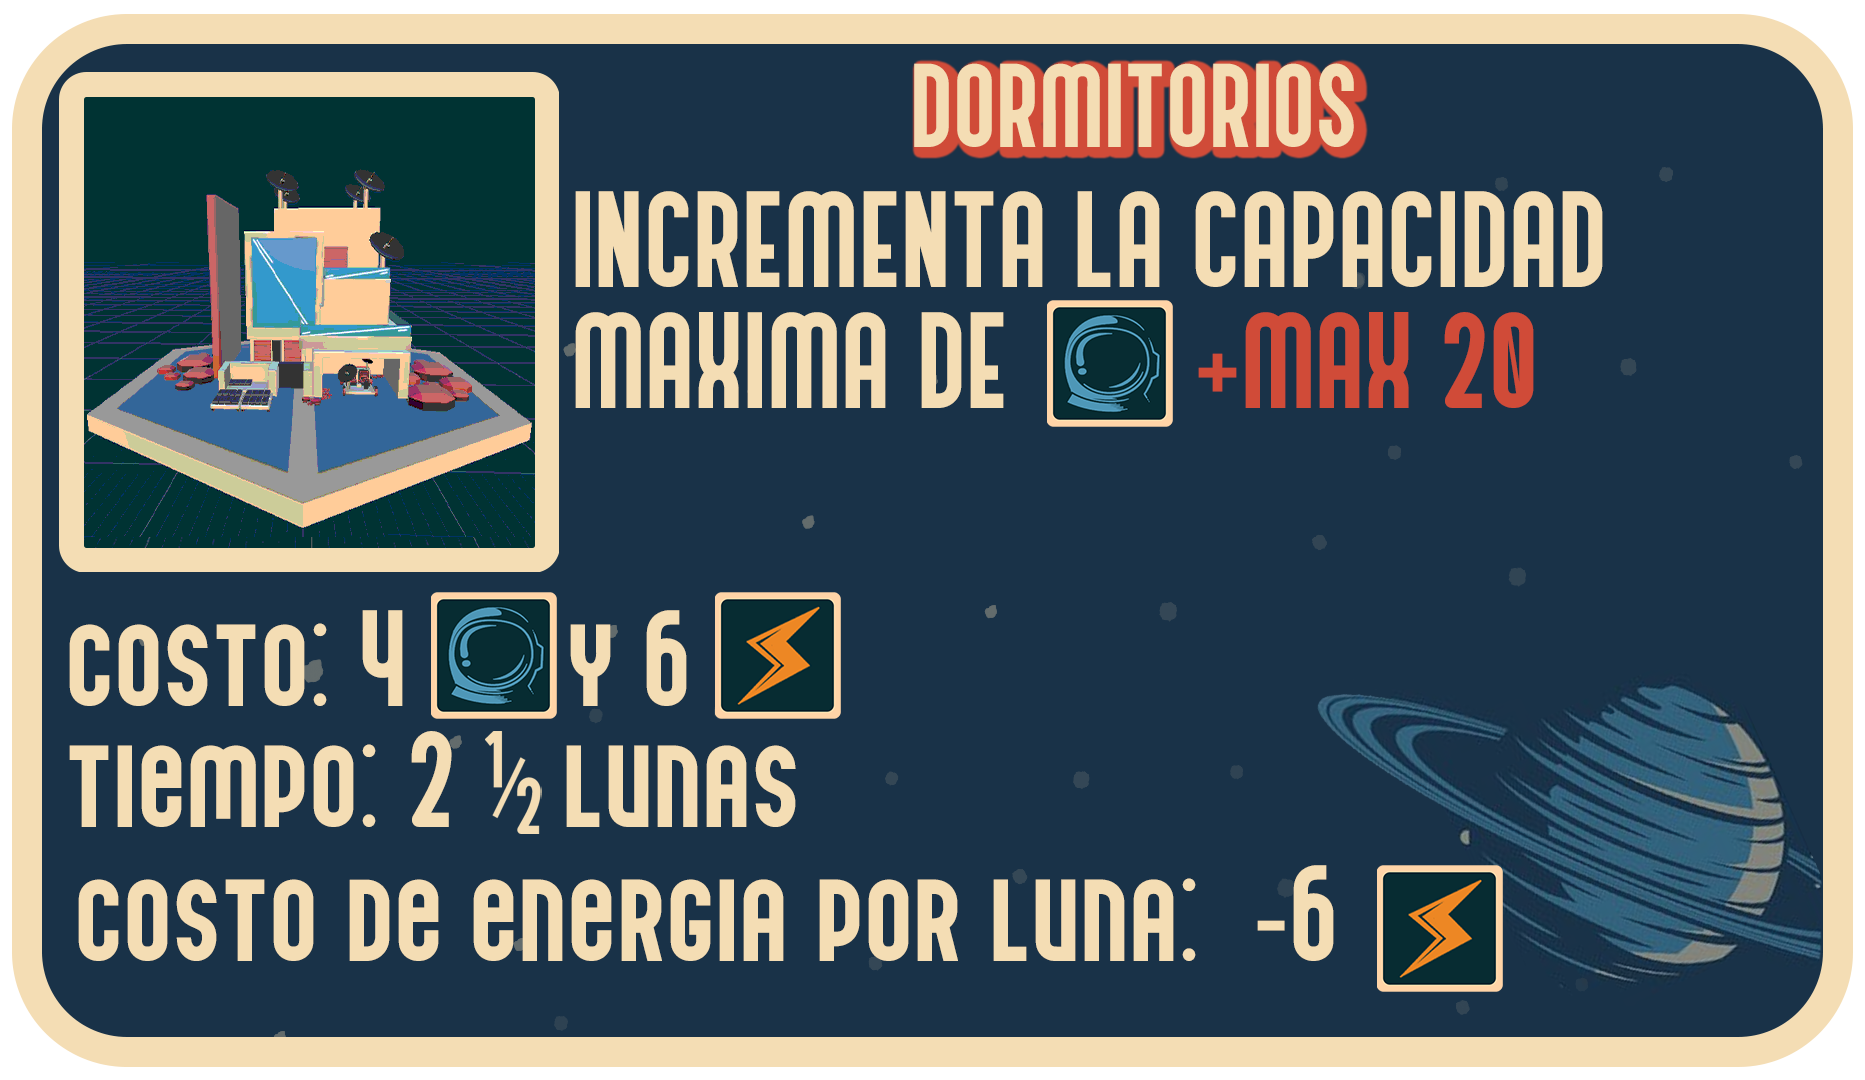 DORMITORIOS
INCREMENTA LA CAPACIDAD
MAXIMA DE +MAX 20
COSTO: 4 Y 6
TIEMPO: 2 ½ LUNAS
COSTO DE ENERGIA POR LUNA: -6